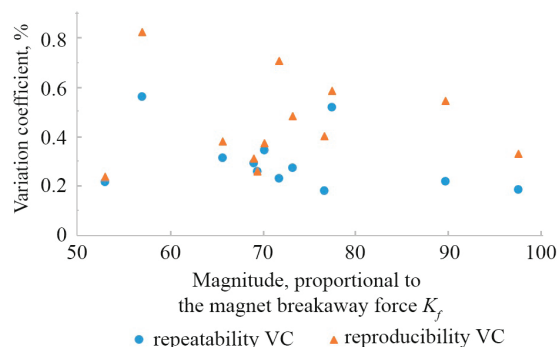 Variation coefficient, %
0.8
0.6
0.4
0.2
0
50 60 70 80 90 100
Magnitude, proportional to
the magnet breakaway force K_f
repeatability VC reproducibility VC